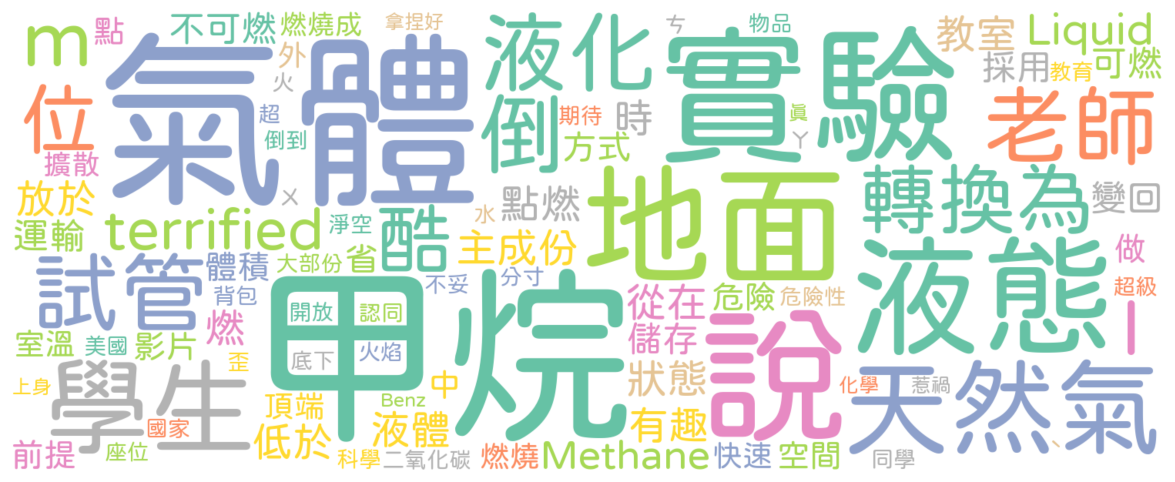 m
點
不可燃
燃燒成
拿捏好
液化
ㄘ
物品
教室
Liquid
外
火
氣體
實驗
採用
教育
可燃
位
超
倒到
倒
期待
時
方式
眞
ㄚ
老師
擴散
放於
ㄨ
點燃
地面
轉換為
變回
運輸
terrified
淨空
酷
水
主成份
試管
體積
背包
大部份
省
不妥
分寸
從在
危險
危險性
液態
做
超級
I
室溫
美國
影片
燃
甲烷
開放
認同
底下
火焰
儲存
說
狀態
化學
惹禍
天然氣
上身
歪
學生
國家
中
Benz
頂端
低於
液體
有趣
前提
座位
科學
二氧化碳
燃燒
Methane
快速
空間
同學
、